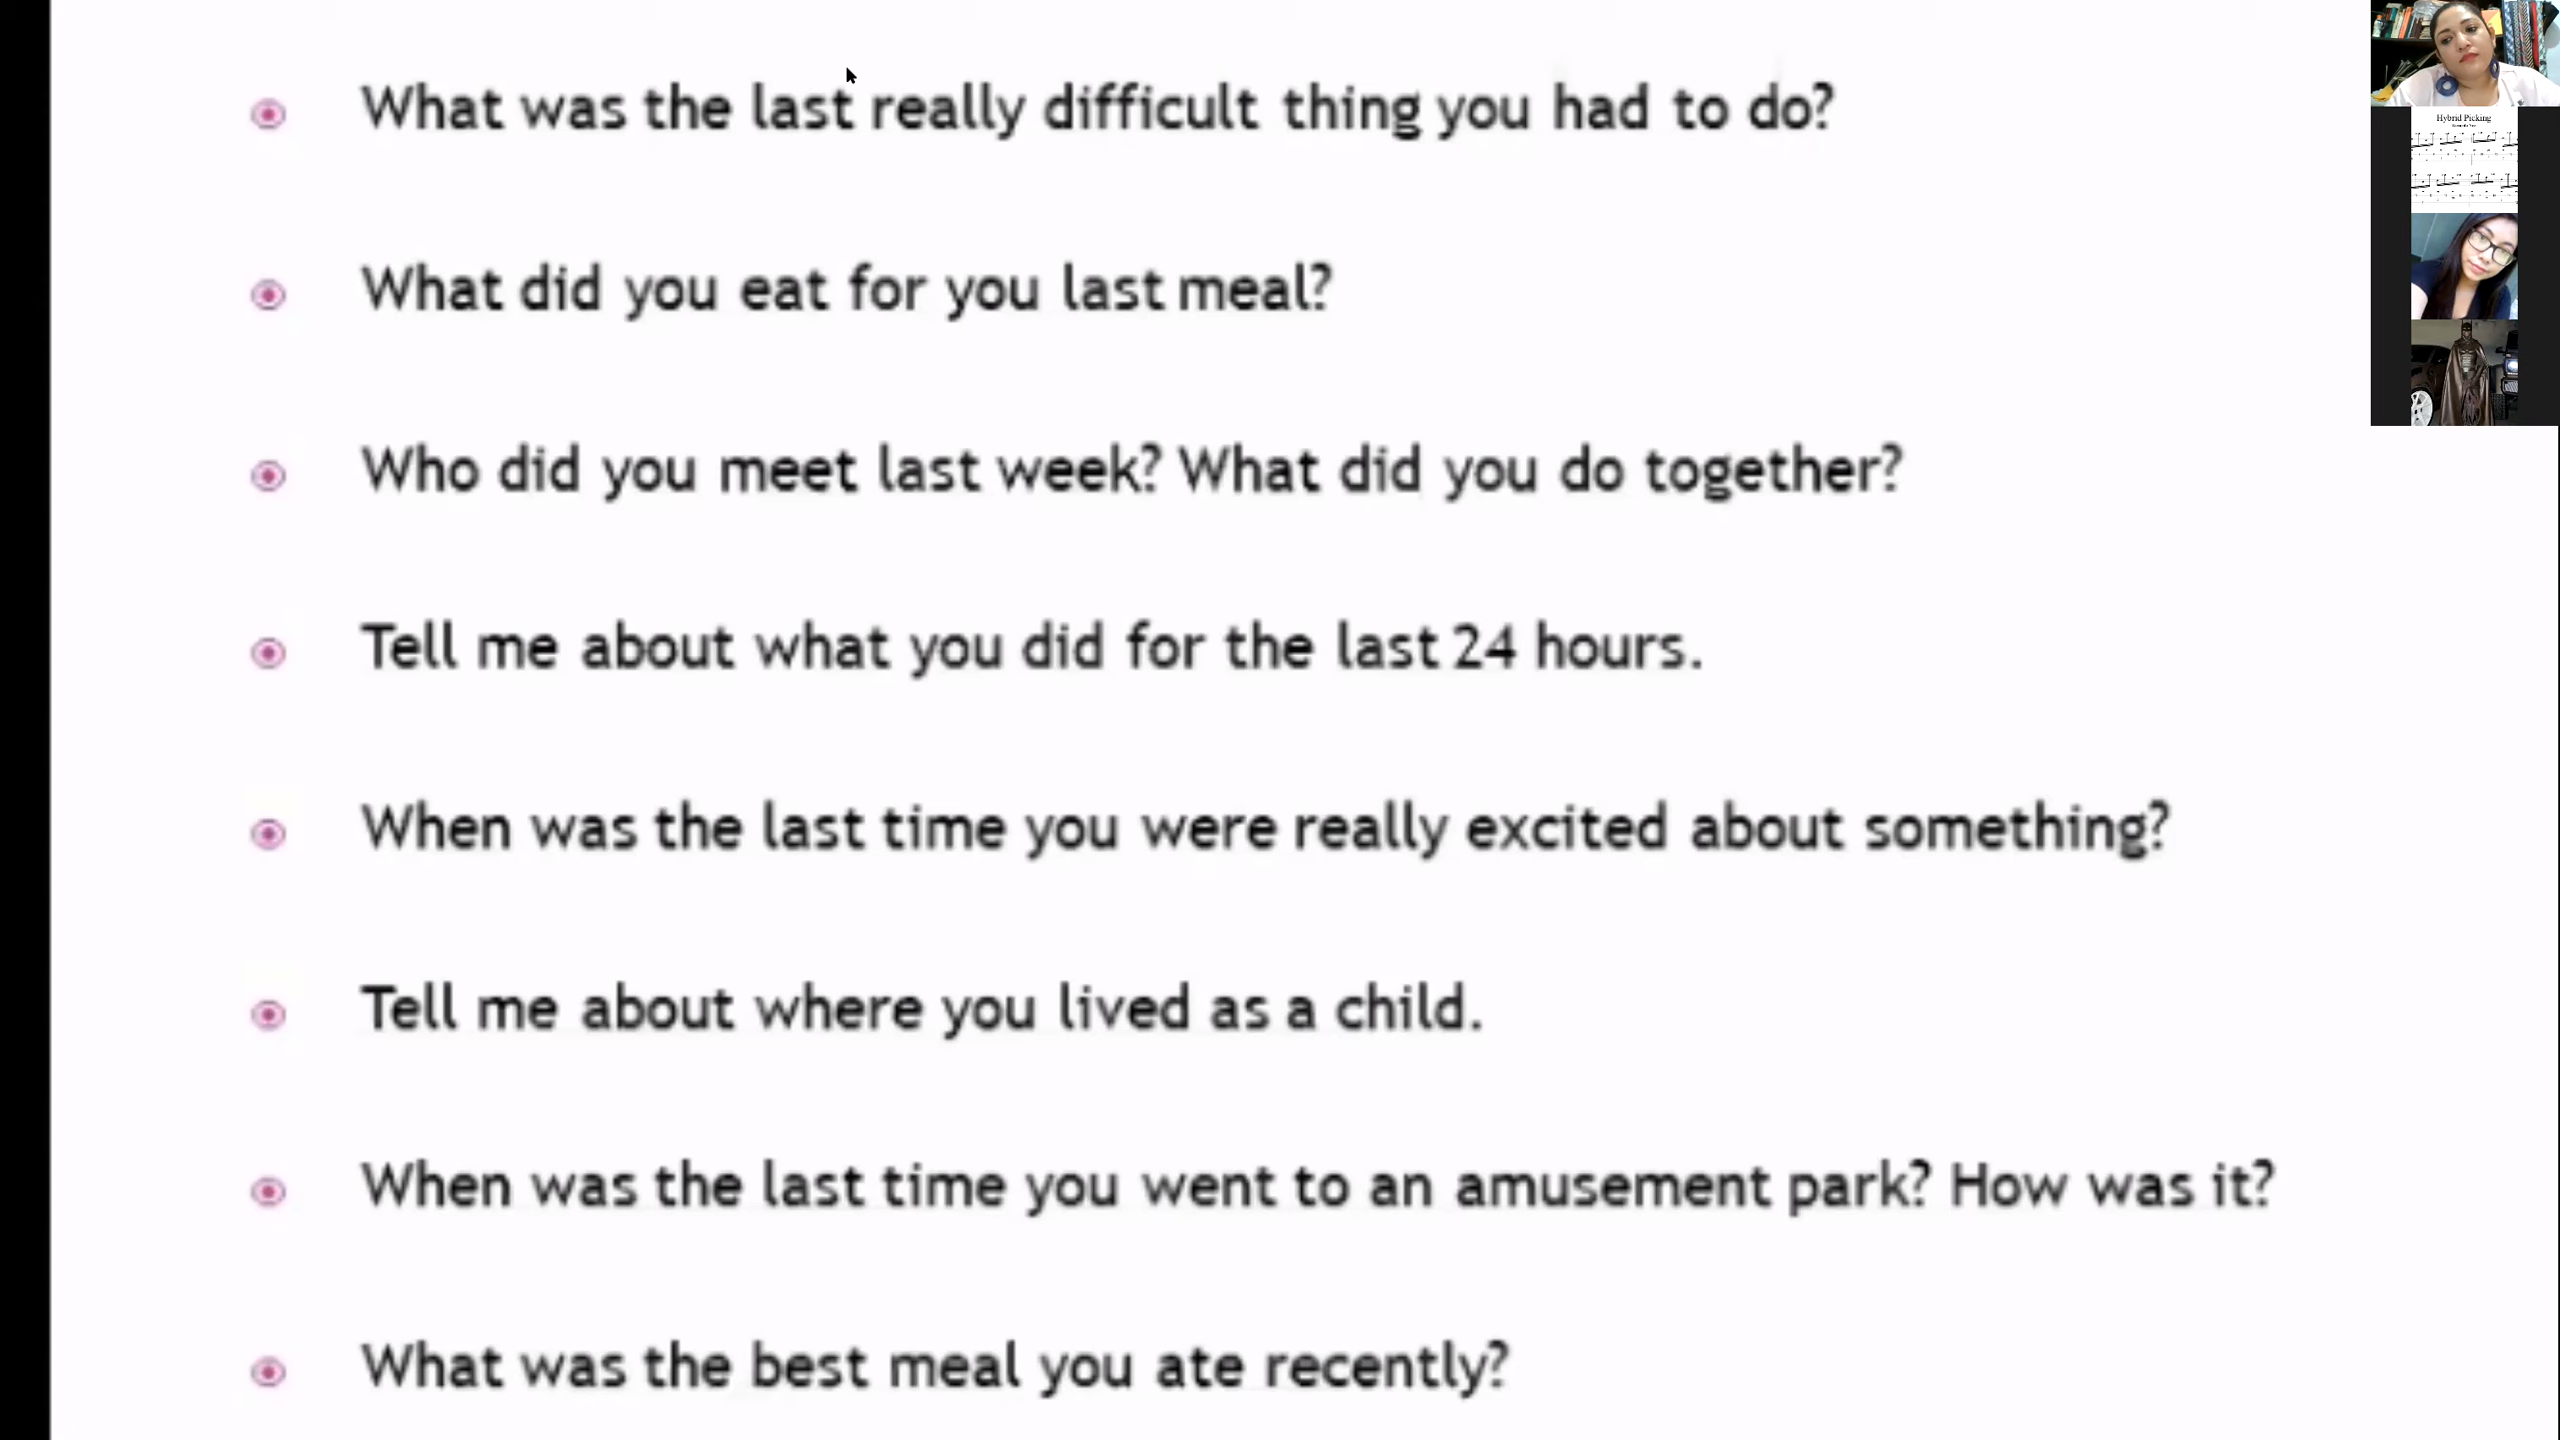 What was the last really difficult thing you had to do?
What did you eat for you last meal?
Who did you meet last week? What did you do together?
Tell me about what you did for the last 24 hours.
When was the last time you were really excited about something?
Tell me about where you lived as a child.
When was the last time you went to an amusement park? How was it?
What was the best meal you ate recently?
Hybrid Picking